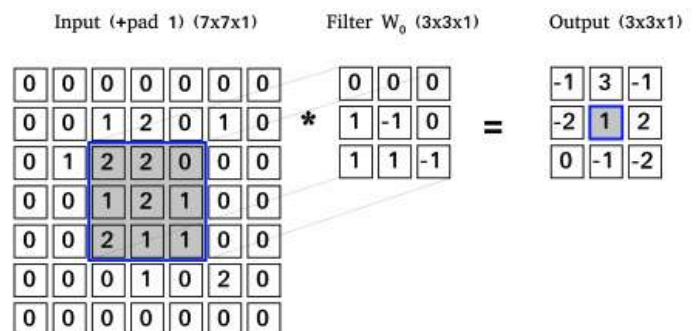 Input (+pad 1) (7x7x1) Filter W0 (3x3x1) Output (3x3x1)
0 0 0 0 0 0 0 0 0 0 -1 3 -1
0 0 1 2 0 1 0 * 1 -1 0 = -2 1 2
0 1 2 2 0 0 0 1 1 -1 0 -1 -2
0 0 1 2 1 0 0
0 0 2 1 1 0 0
0 0 0 1 0 2 0
0 0 0 0 0 0 0